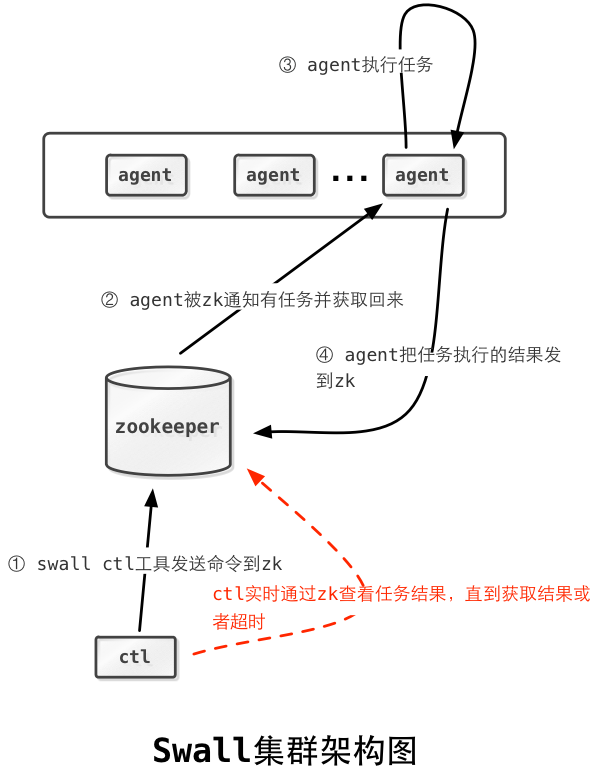 ③ agent执行任务
agent
agent
...
agent
② agent被zk通知有任务并获取回来
④ agent把任务执行的结果发
到zk
zookeeper
① swall ctl工具发送命令到zk
ctl实时通过zk查看任务结果，直到获取结果或
者超时
ctl
Swall集群架构图